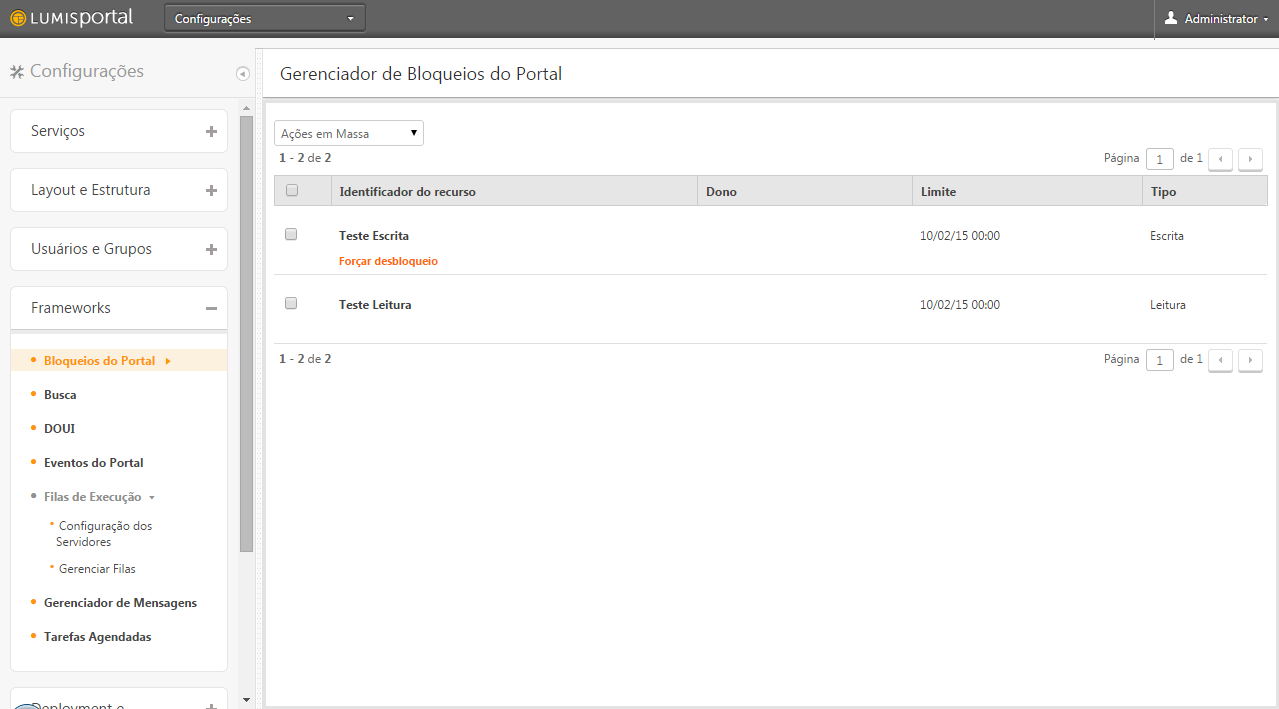 LUMISPORTAL
Configurações
Administrator
Configurações
Serviços
Layout e Estrutura
Usuários e Grupos
Frameworks
Bloqueios do Portal
Busca
DOUI
Eventos do Portal
Filas de Execução
Configuração dos
Servidores
Gerenciar Filas
Gerenciador de Mensagens
Tarefas Agendadas
Deployment e
Gerenciador de Bloqueios do Portal
Ações em Massa
1 - 2 de 2
Página 1 de 1
Identificador do recurso Dono Limite Tipo
Teste Escrita 10/02/15 00:00 Escrita
Forçar desbloqueio
Teste Leitura 10/02/15 00:00 Leitura
1 - 2 de 2
Página 1 de 1